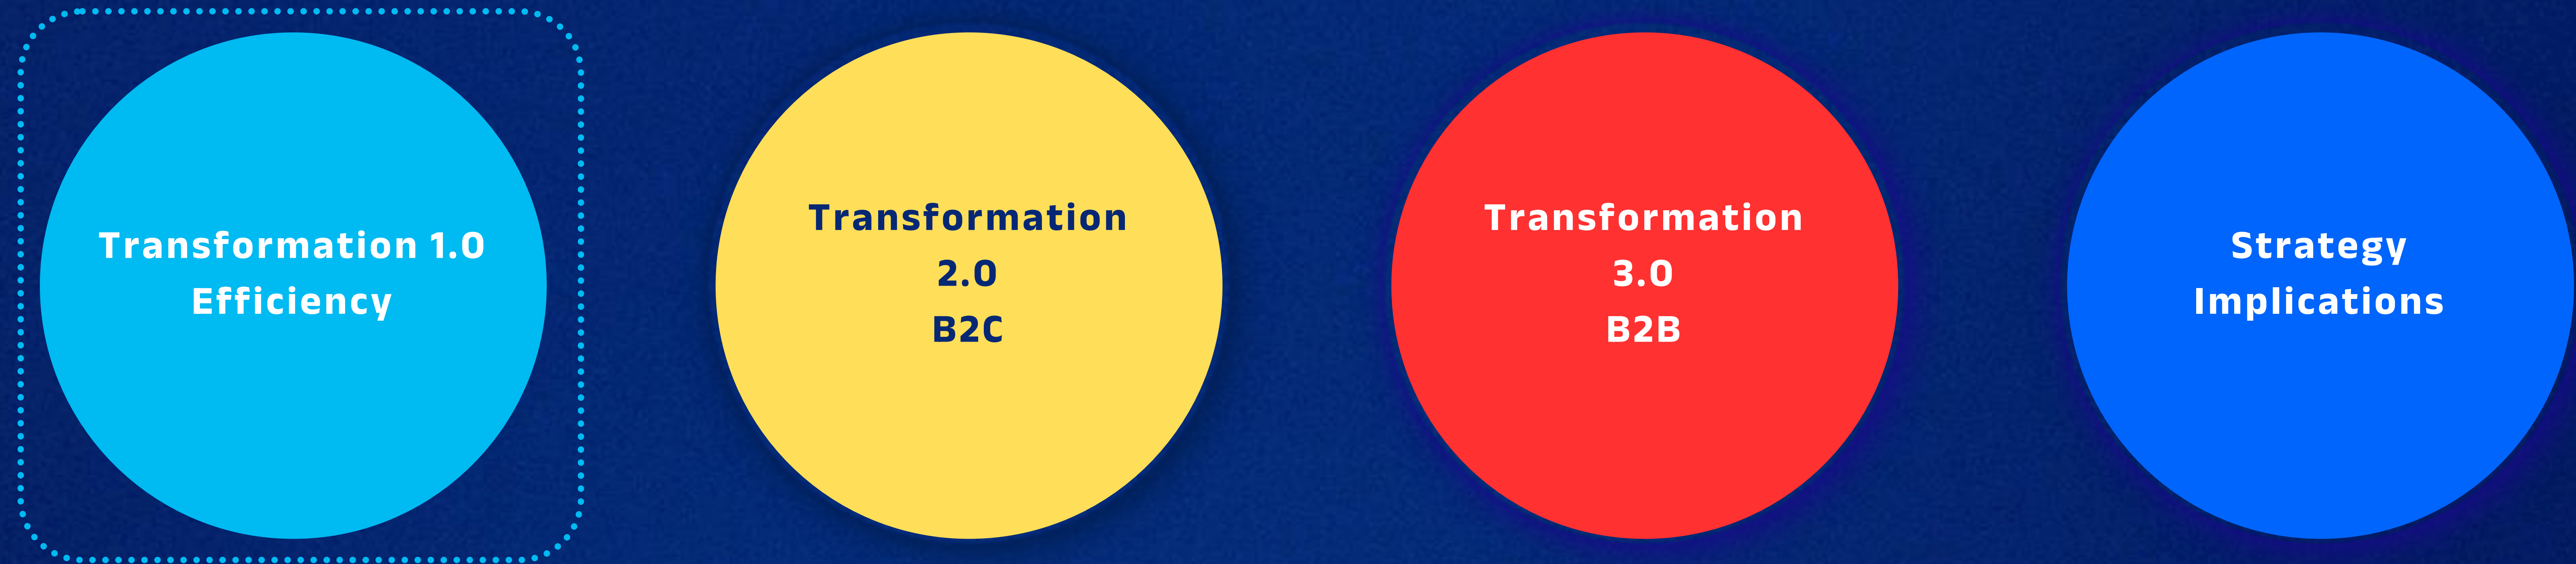 Transformation 1.0
Efficiency
Transformation
2.0
B2C
Transformation
3.0
B2B
Strategy
Implications